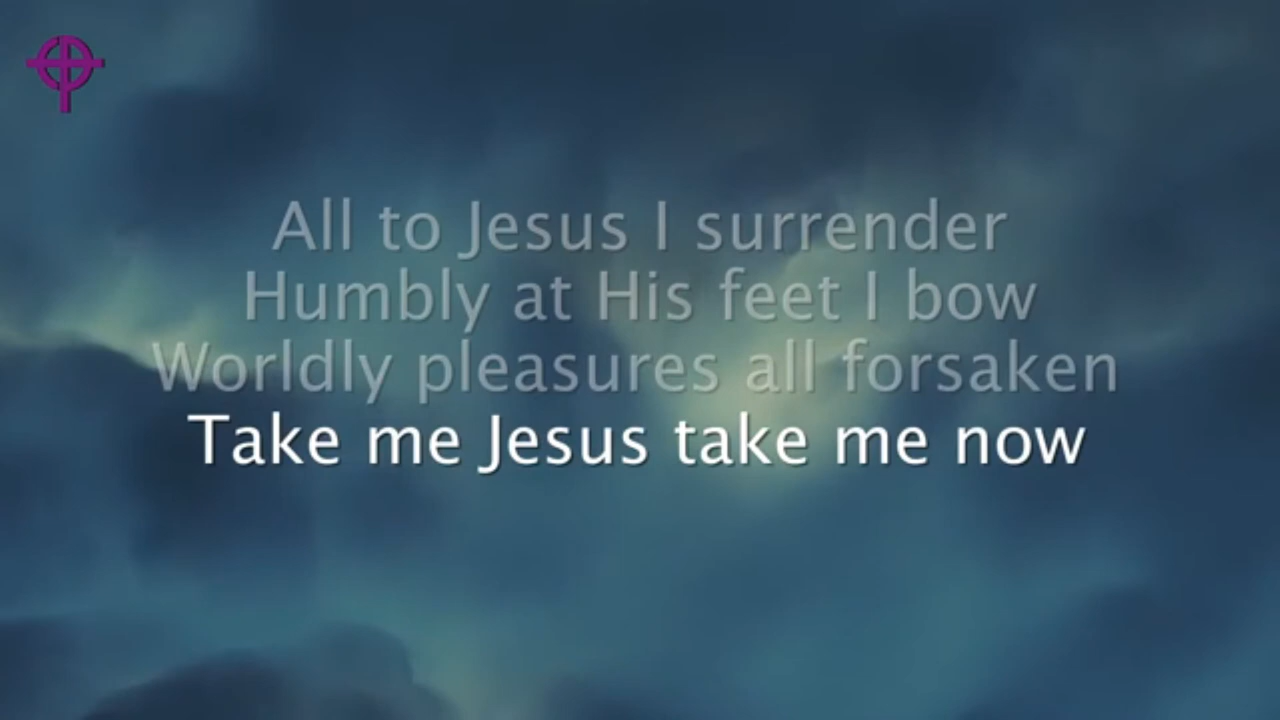 All to Jesus I surrender
Humbly at His feet I bow
Worldly pleasures all forsaken
Take me Jesus take me now